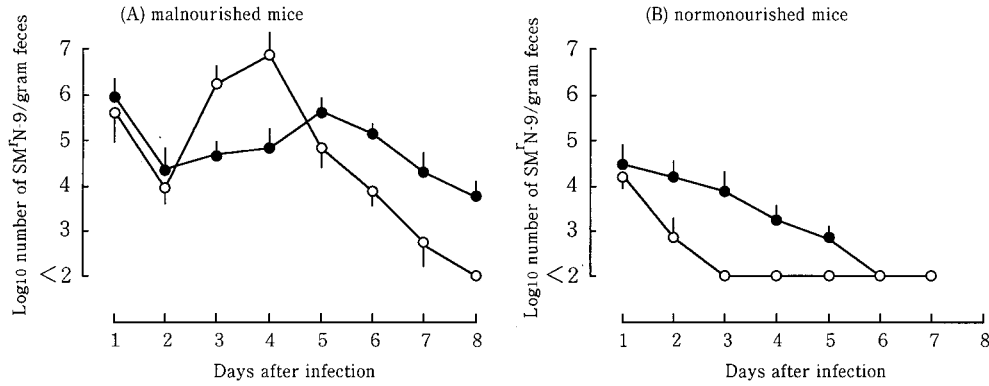 (A) malnourished mice
Log10 number of SMʳN-9/gram feces
7
6
5
4
3
<2
1 2 3 4 5 6 7 8
Days after infection
(B) normonourished mice
Log10 number of SMʳN-9/gram feces
7
6
5
4
3
<2
1 2 3 4 5 6 7 8
Days after infection